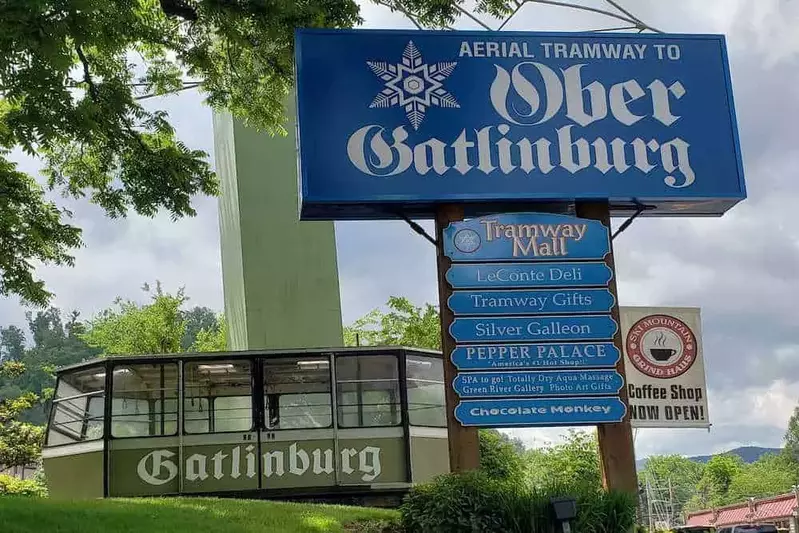 AERIAL TRAMWAY TO
Ober
Gatlinburg
Tramway
Mall
LeConte Deli
Tramway Gifts
Silver Galleon
PEPPER PALACE
"America's #1 Hot Shop!!"
SPA to go! Totally Dry Aqua Massage
Green River Gallery Photo Art Gifts
Chocolate Monkey
SKI MOUNTAIN
GRIND HAUS
Coffee Shop
NOW OPEN!
Gatlinburg